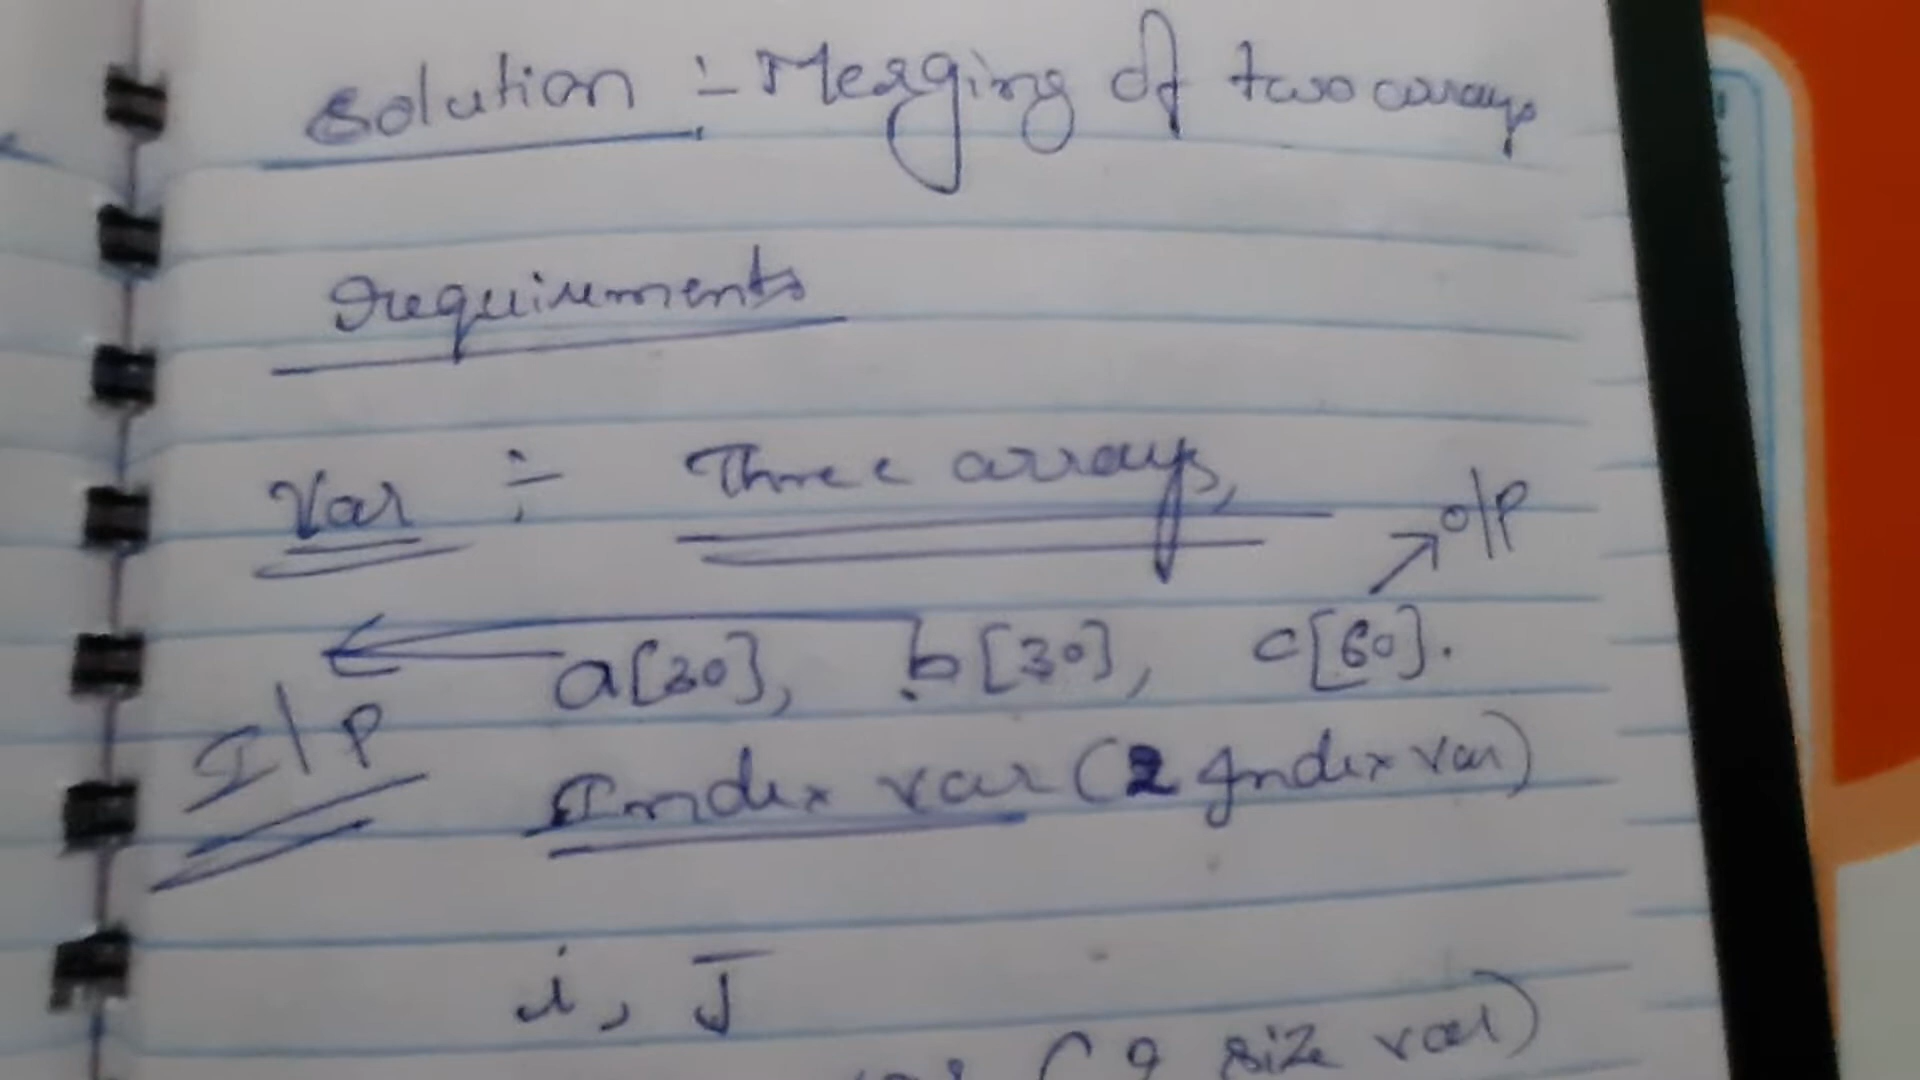 Solution :- Merging of two arrays
requirements
Var :- Three arrays,
O/P
a[30], b[30], c[60].
I/P
Index var (2 Index var)
i, J
(2 size var)